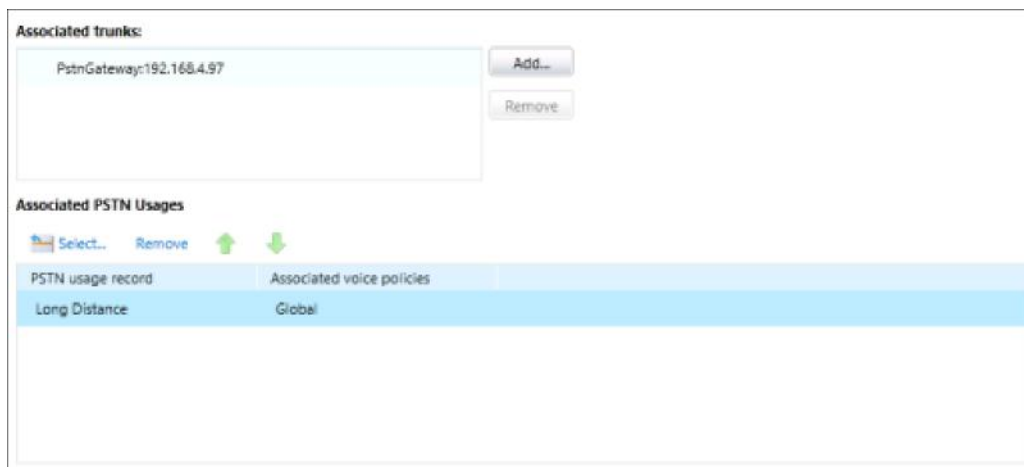 Associated trunks:
PstnGateway:192.168.4.97
Add...
Remove
Associated PSTN Usages
Select... Remove
PSTN usage record Associated voice policies
Long Distance Global